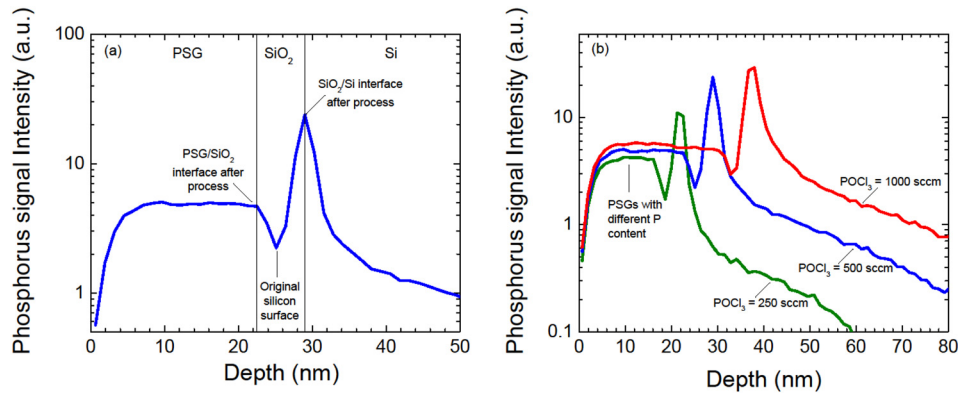 (a)
PSG
SiO2
Si
SiO2/Si interface
after process
PSG/SiO2
interface after
process
Original
silicon
surface
100
10
1
0
10
20
30
40
50
Phosphorus signal Intensity (a.u.)
Depth (nm)
(b)
PSGs with
different P
content
POCl3 = 1000 sccm
POCl3 = 500 sccm
POCl3 = 250 sccm
10
1
0.1
0
10
20
30
40
50
60
70
80
Phosphorus signal Intensity (a.u.)
Depth (nm)